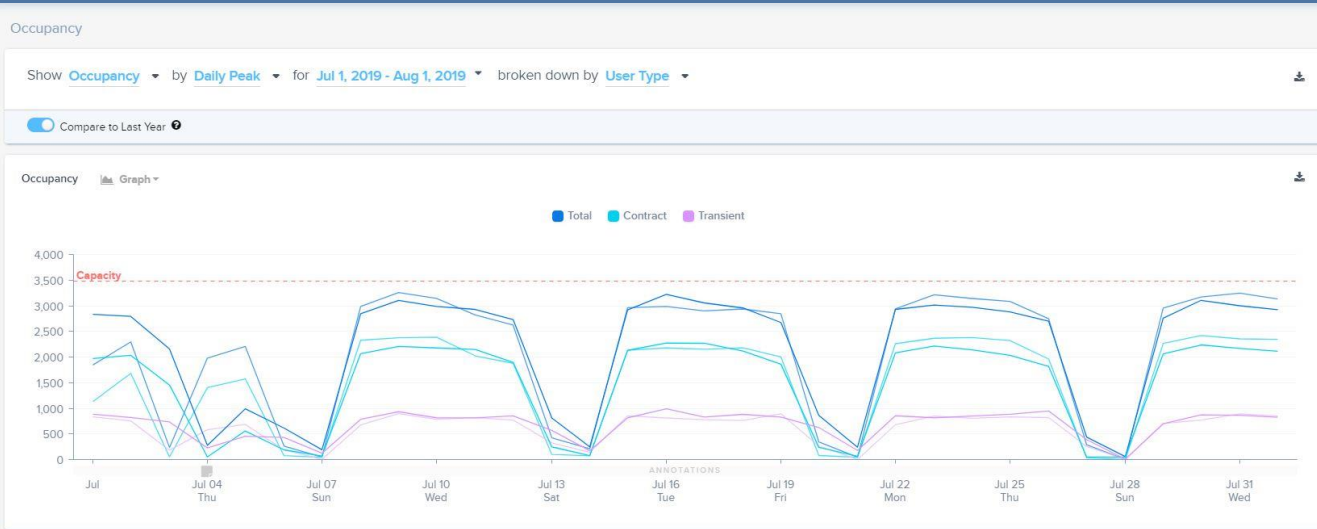 Occupancy
Show Occupancy by Daily Peak for Jul 1, 2019 - Aug 1, 2019 broken down by User Type
Compare to Last Year ?
Occupancy Graph
Total Contract Transient
4,000
3,500
Capacity
3,000
2,500
2,000
1,500
1,000
500
0
ANNOTATIONS
Jul Jul 04 Jul 07 Jul 10 Jul 13 Jul 16 Jul 19 Jul 22 Jul 25 Jul 28 Jul 31
Thu Sun Wed Sat Tue Fri Mon Thu Sun Wed